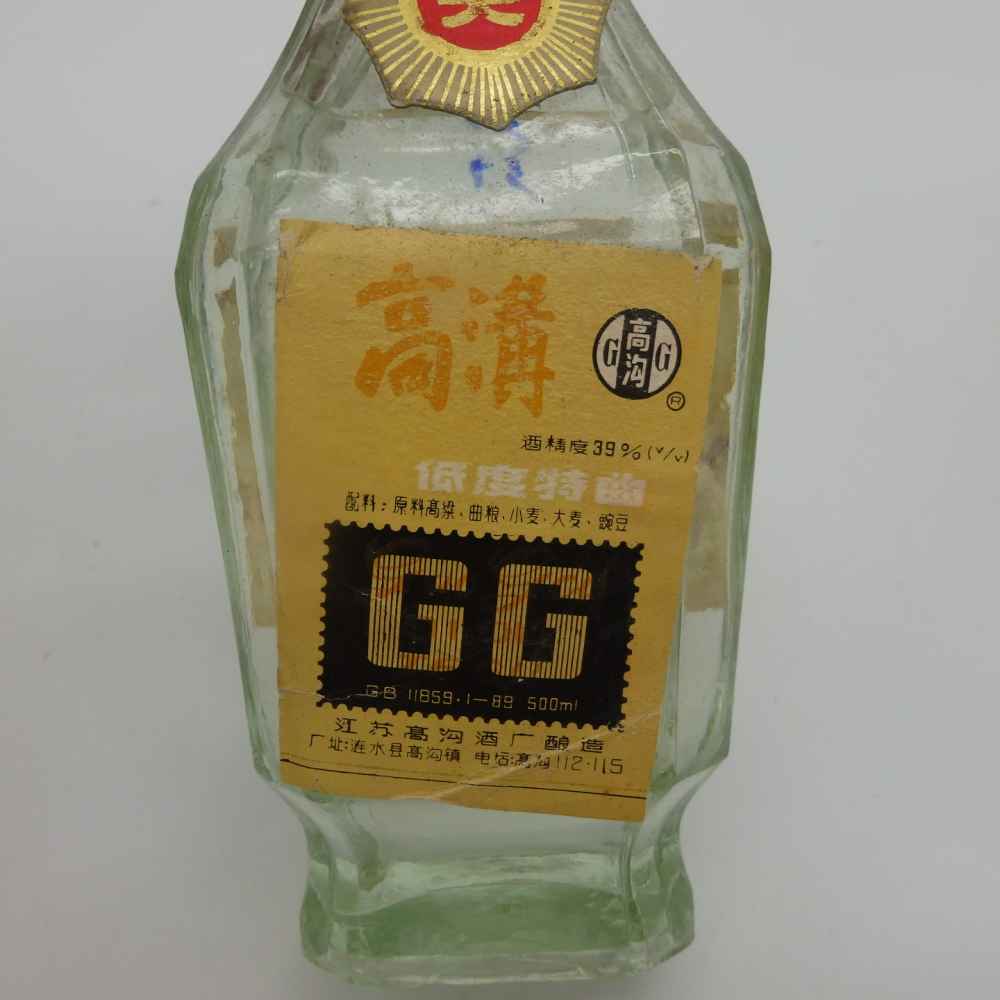 高溝
G 高沟 G
®
酒精度39%(v/v)
低度特曲
配料：原料高粱、曲粮、小麦、大麦、豌豆
GG
GB 11859·1—89 500ml
江苏高沟酒厂酿造
厂址:涟水县高沟镇 电话:高沟112·115